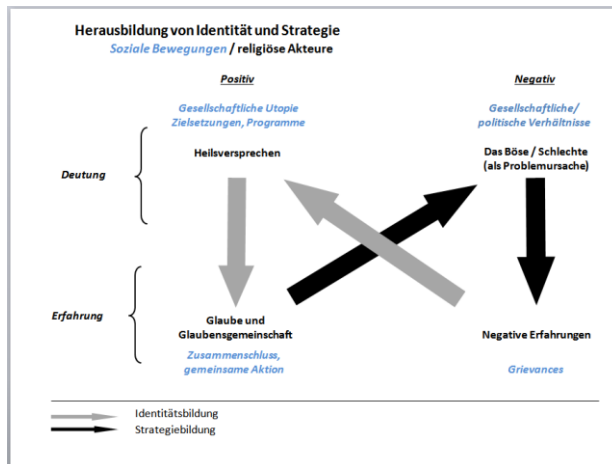 Herausbildung von Identität und Strategie
Soziale Bewegungen / religiöse Akteure
Positiv
Negativ
Gesellschaftliche Utopie
Zielsetzungen, Programme
Gesellschaftliche/
politische Verhältnisse
Heilsversprechen
Das Böse / Schlechte
(als Problemursache)
Deutung
Erfahrung
Glaube und
Glaubensgemeinschaft
Zusammenschluss,
gemeinsame Aktion
Negative Erfahrungen
Grievances
Identitätsbildung
Strategiebildung